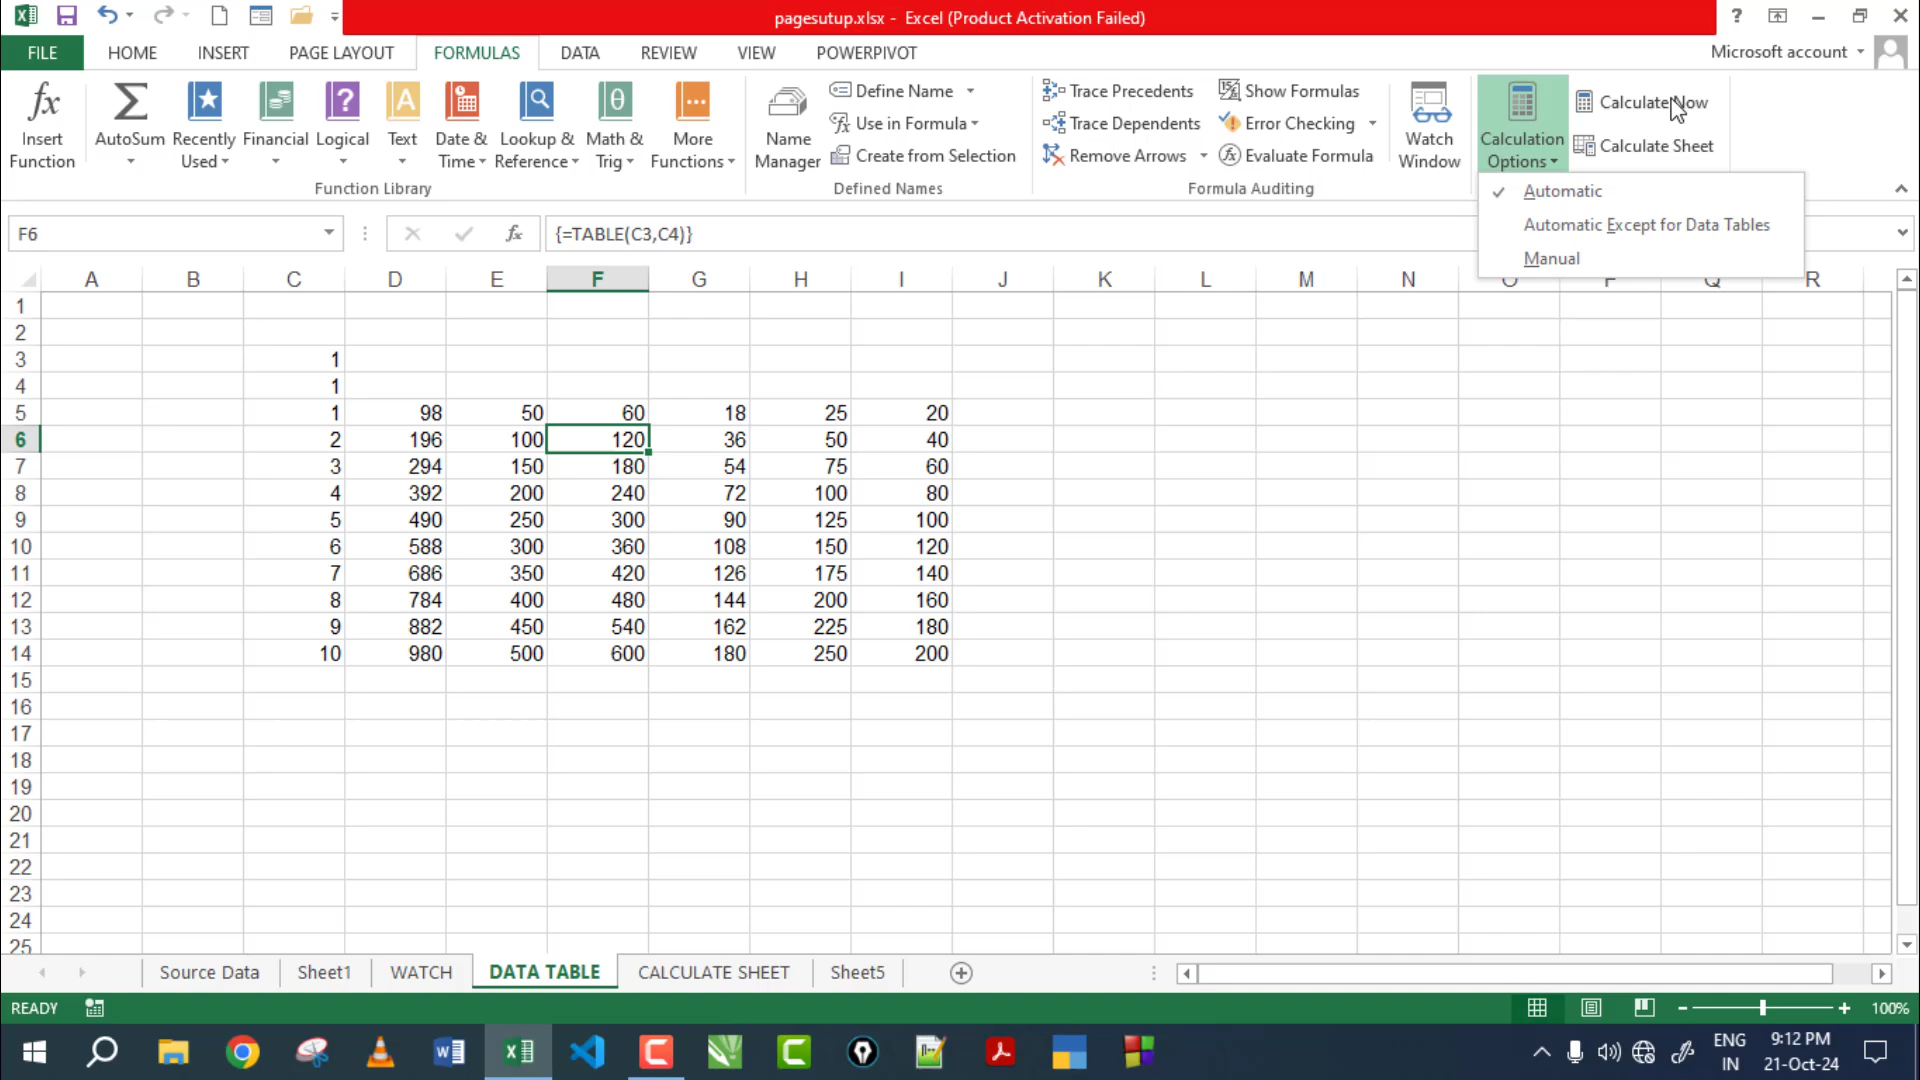 pagesutup.xlsx - Excel (Product Activation Failed)
FILE HOME INSERT PAGE LAYOUT FORMULAS DATA REVIEW VIEW POWERPIVOT Microsoft account
Insert Function
AutoSum
Recently Used
Financial
Logical
Text
Date & Time
Lookup & Reference
Math & Trig
More Functions
Function Library
Name Manager
Define Name
Use in Formula
Create from Selection
Defined Names
Trace Precedents
Trace Dependents
Remove Arrows
Show Formulas
Error Checking
Evaluate Formula
Formula Auditing
Watch Window
Calculation Options
Calculate Now
Calculate Sheet
Automatic
Automatic Except for Data Tables
Manual
F6 fx {=TABLE(C3,C4)}
A B C D E F G H I J K L M N O P Q R
1
2
3 1
4 1
5 1 98 50 60 18 25 20
6 2 196 100 120 36 50 40
7 3 294 150 180 54 75 60
8 4 392 200 240 72 100 80
9 5 490 250 300 90 125 100
10 6 588 300 360 108 150 120
11 7 686 350 420 126 175 140
12 8 784 400 480 144 200 160
13 9 882 450 540 162 225 180
14 10 980 500 600 180 250 200
15
16
17
18
19
20
21
22
23
24
25
Source Data Sheet1 WATCH DATA TABLE CALCULATE SHEET Sheet5
READY 100%
ENG 9:12 PM
IN 21-Oct-24